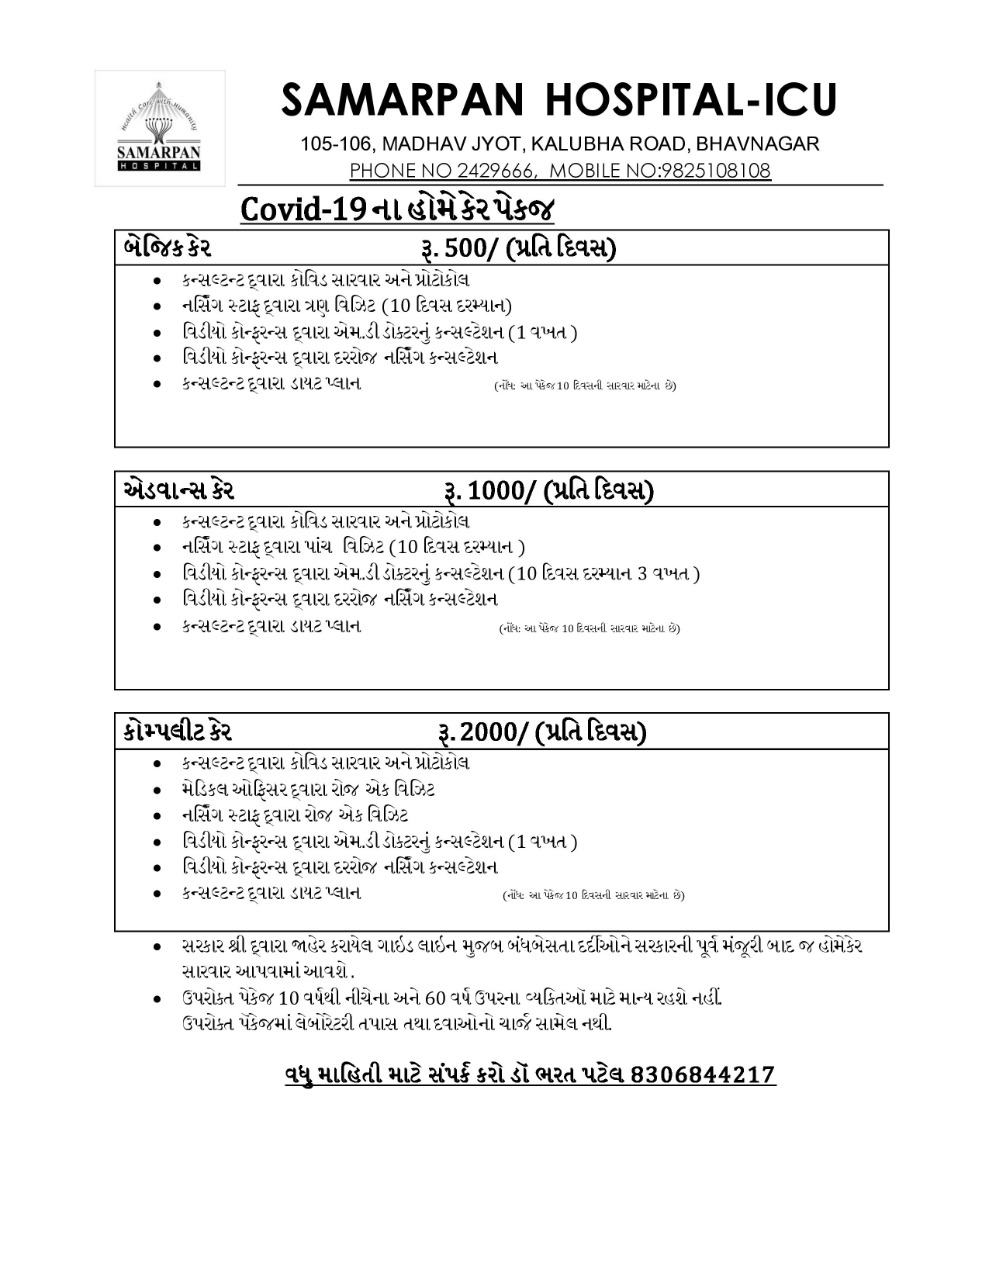 Health Care with Humanity
SAMARPAN
HOSPITAL
SAMARPAN HOSPITAL-ICU
105-106, MADHAV JYOT, KALUBHA ROAD, BHAVNAGAR
PHONE NO 2429666, MOBILE NO:9825108108
Covid-19 ના હોમેકેર પેકજ
બેજિક કેર રૂ. 500/ (પ્રતિ દિવસ)
• કન્સલ્ટન્ટ દ્વારા કોવિડ સારવાર અને પ્રોટોકોલ
• નર્સિંગ સ્ટાફ દ્વારા ત્રણ વિઝિટ (10 દિવસ દરમ્યાન)
• વિડીયો કોન્ફરન્સ દ્વારા એમ.ડી ડોક્ટરનું કન્સલ્ટેશન (1 વખત )
• વિડીયો કોન્ફરન્સ દ્વારા દરરોજ નર્સિંગ કન્સલ્ટેશન
• કન્સલ્ટન્ટ દ્વારા ડાયટ પ્લાન (નોંધ: આ પેકેજ 10 દિવસની સારવાર માટેના છે)
એડવાન્સ કેર રૂ. 1000/ (પ્રતિ દિવસ)
• કન્સલ્ટન્ટ દ્વારા કોવિડ સારવાર અને પ્રોટોકોલ
• નર્સિંગ સ્ટાફ દ્વારા પાંચ વિઝિટ (10 દિવસ દરમ્યાન )
• વિડીયો કોન્ફરન્સ દ્વારા એમ.ડી ડોક્ટરનું કન્સલ્ટેશન (10 દિવસ દરમ્યાન 3 વખત )
• વિડીયો કોન્ફરન્સ દ્વારા દરરોજ નર્સિંગ કન્સલ્ટેશન
• કન્સલ્ટન્ટ દ્વારા ડાયટ પ્લાન (નોંધ: આ પેકેજ 10 દિવસની સારવાર માટેના છે)
કોમ્પલીટ કેર રૂ. 2000/ (પ્રતિ દિવસ)
• કન્સલ્ટન્ટ દ્વારા કોવિડ સારવાર અને પ્રોટોકોલ
• મેડિકલ ઓફિસર દ્વારા રોજ એક વિઝિટ
• નર્સિંગ સ્ટાફ દ્વારા રોજ એક વિઝિટ
• વિડીયો કોન્ફરન્સ દ્વારા એમ.ડી ડોક્ટરનું કન્સલ્ટેશન (1 વખત )
• વિડીયો કોન્ફરન્સ દ્વારા દરરોજ નર્સિંગ કન્સલ્ટેશન
• કન્સલ્ટન્ટ દ્વારા ડાયટ પ્લાન (નોંધ: આ પેકેજ 10 દિવસની સારવાર માટેના છે)
• સરકાર શ્રી દ્વારા જાહેર કરાયેલ ગાઇડ લાઇન મુજબ બંધબેસતા દર્દીઓને સરકારની પૂર્વ મંજૂરી બાદ જ હોમેકેર
સારવાર આપવામાં આવશે .
• ઉપરોક્ત પેકેજ 10 વર્ષથી નીચેના અને 60 વર્ષ ઉપરના વ્યક્તિઓ માટે માન્ય રહશે નહીં.
ઉપરોક્ત પૅકેજમાં લેબોરેટરી તપાસ તથા દવાઓનો ચાર્જ સામેલ નથી.
વધુ માહિતી માટે સંપર્ક કરો ડૉ ભરત પટેલ 8306844217